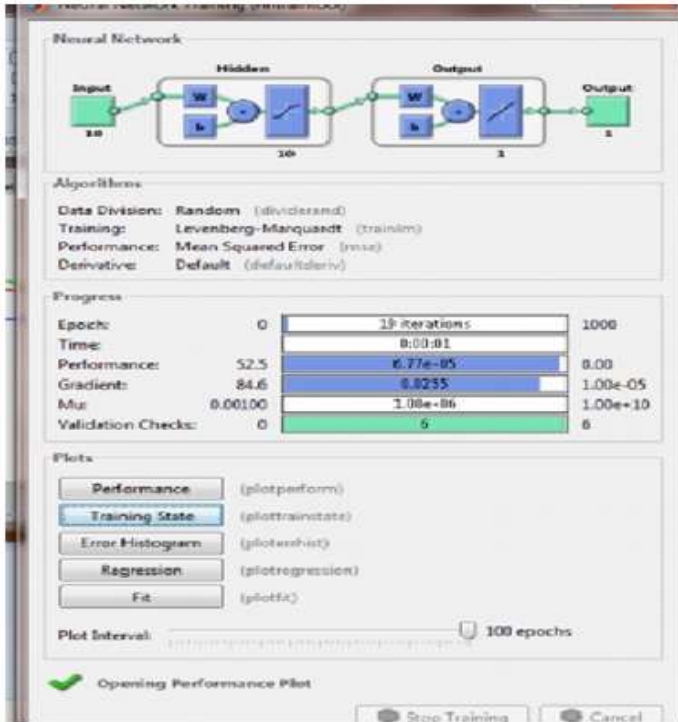 Neural Network Training (nntraintool)
Neural Network
Hidden Output
Input Output
W W
b b
10 1
10 1
Algorithms
Data Division: Random (dividerand)
Training: Levenberg-Marquardt (trainlm)
Performance: Mean Squared Error (mse)
Derivative: Default (defaultderiv)
Progress
Epoch: 0 19 iterations 1000
Time: 0:00:01
Performance: 52.5 6.77e-05 0.00
Gradient: 84.6 0.0255 1.00e-05
Mu: 0.00100 1.00e-06 1.00e+10
Validation Checks: 0 6 6
Plots
Performance (plotperform)
Training State (plottrainstate)
Error Histogram (ploterrhist)
Regression (plotregression)
Fit (plotfit)
Plot Interval: 100 epochs
Opening Performance Plot
Stop Training Cancel